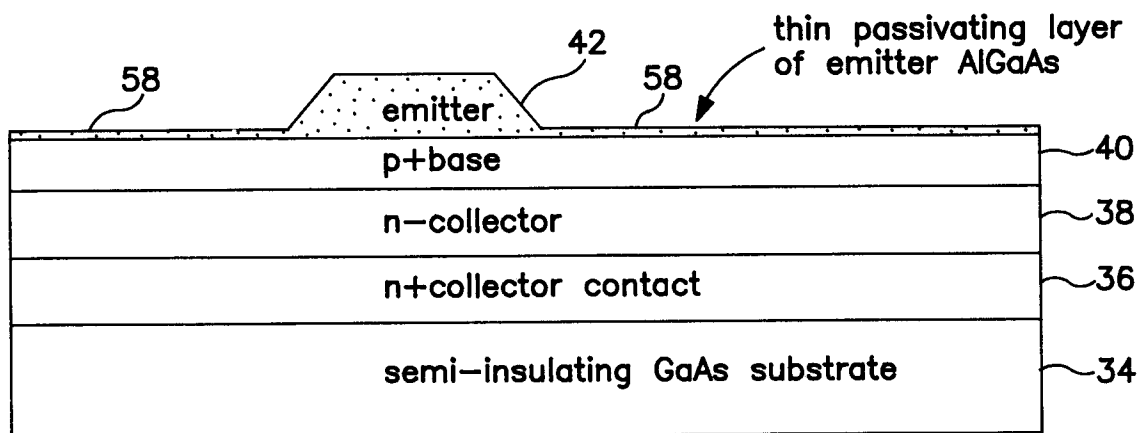 thin passivating layer
of emitter AlGaAs
42
58
58
emitter
p+base
40
n-collector
38
n+collector contact
36
semi-insulating GaAs substrate
34